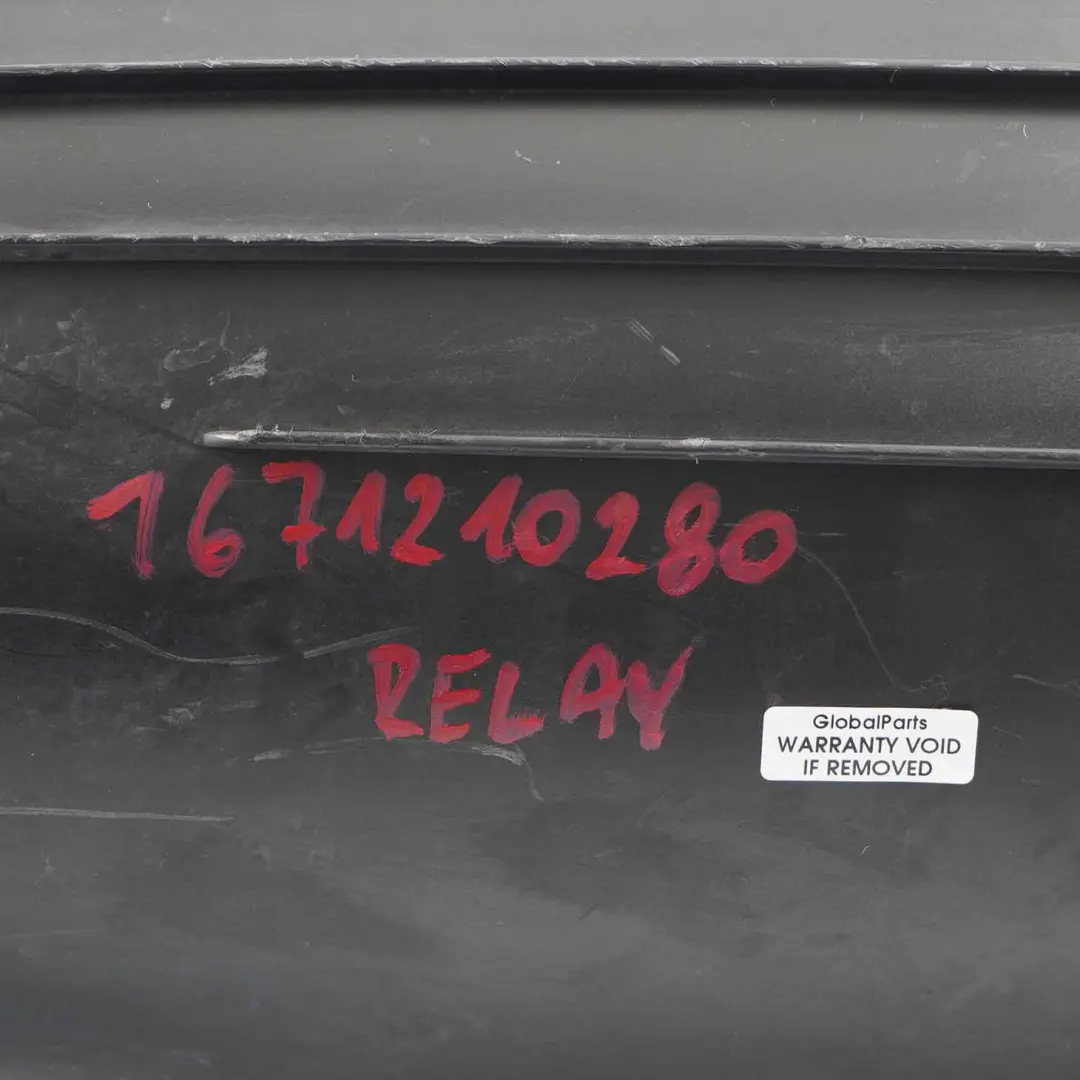 1671210280
RELAY
GlobalParts
WARRANTY VOID
IF REMOVED